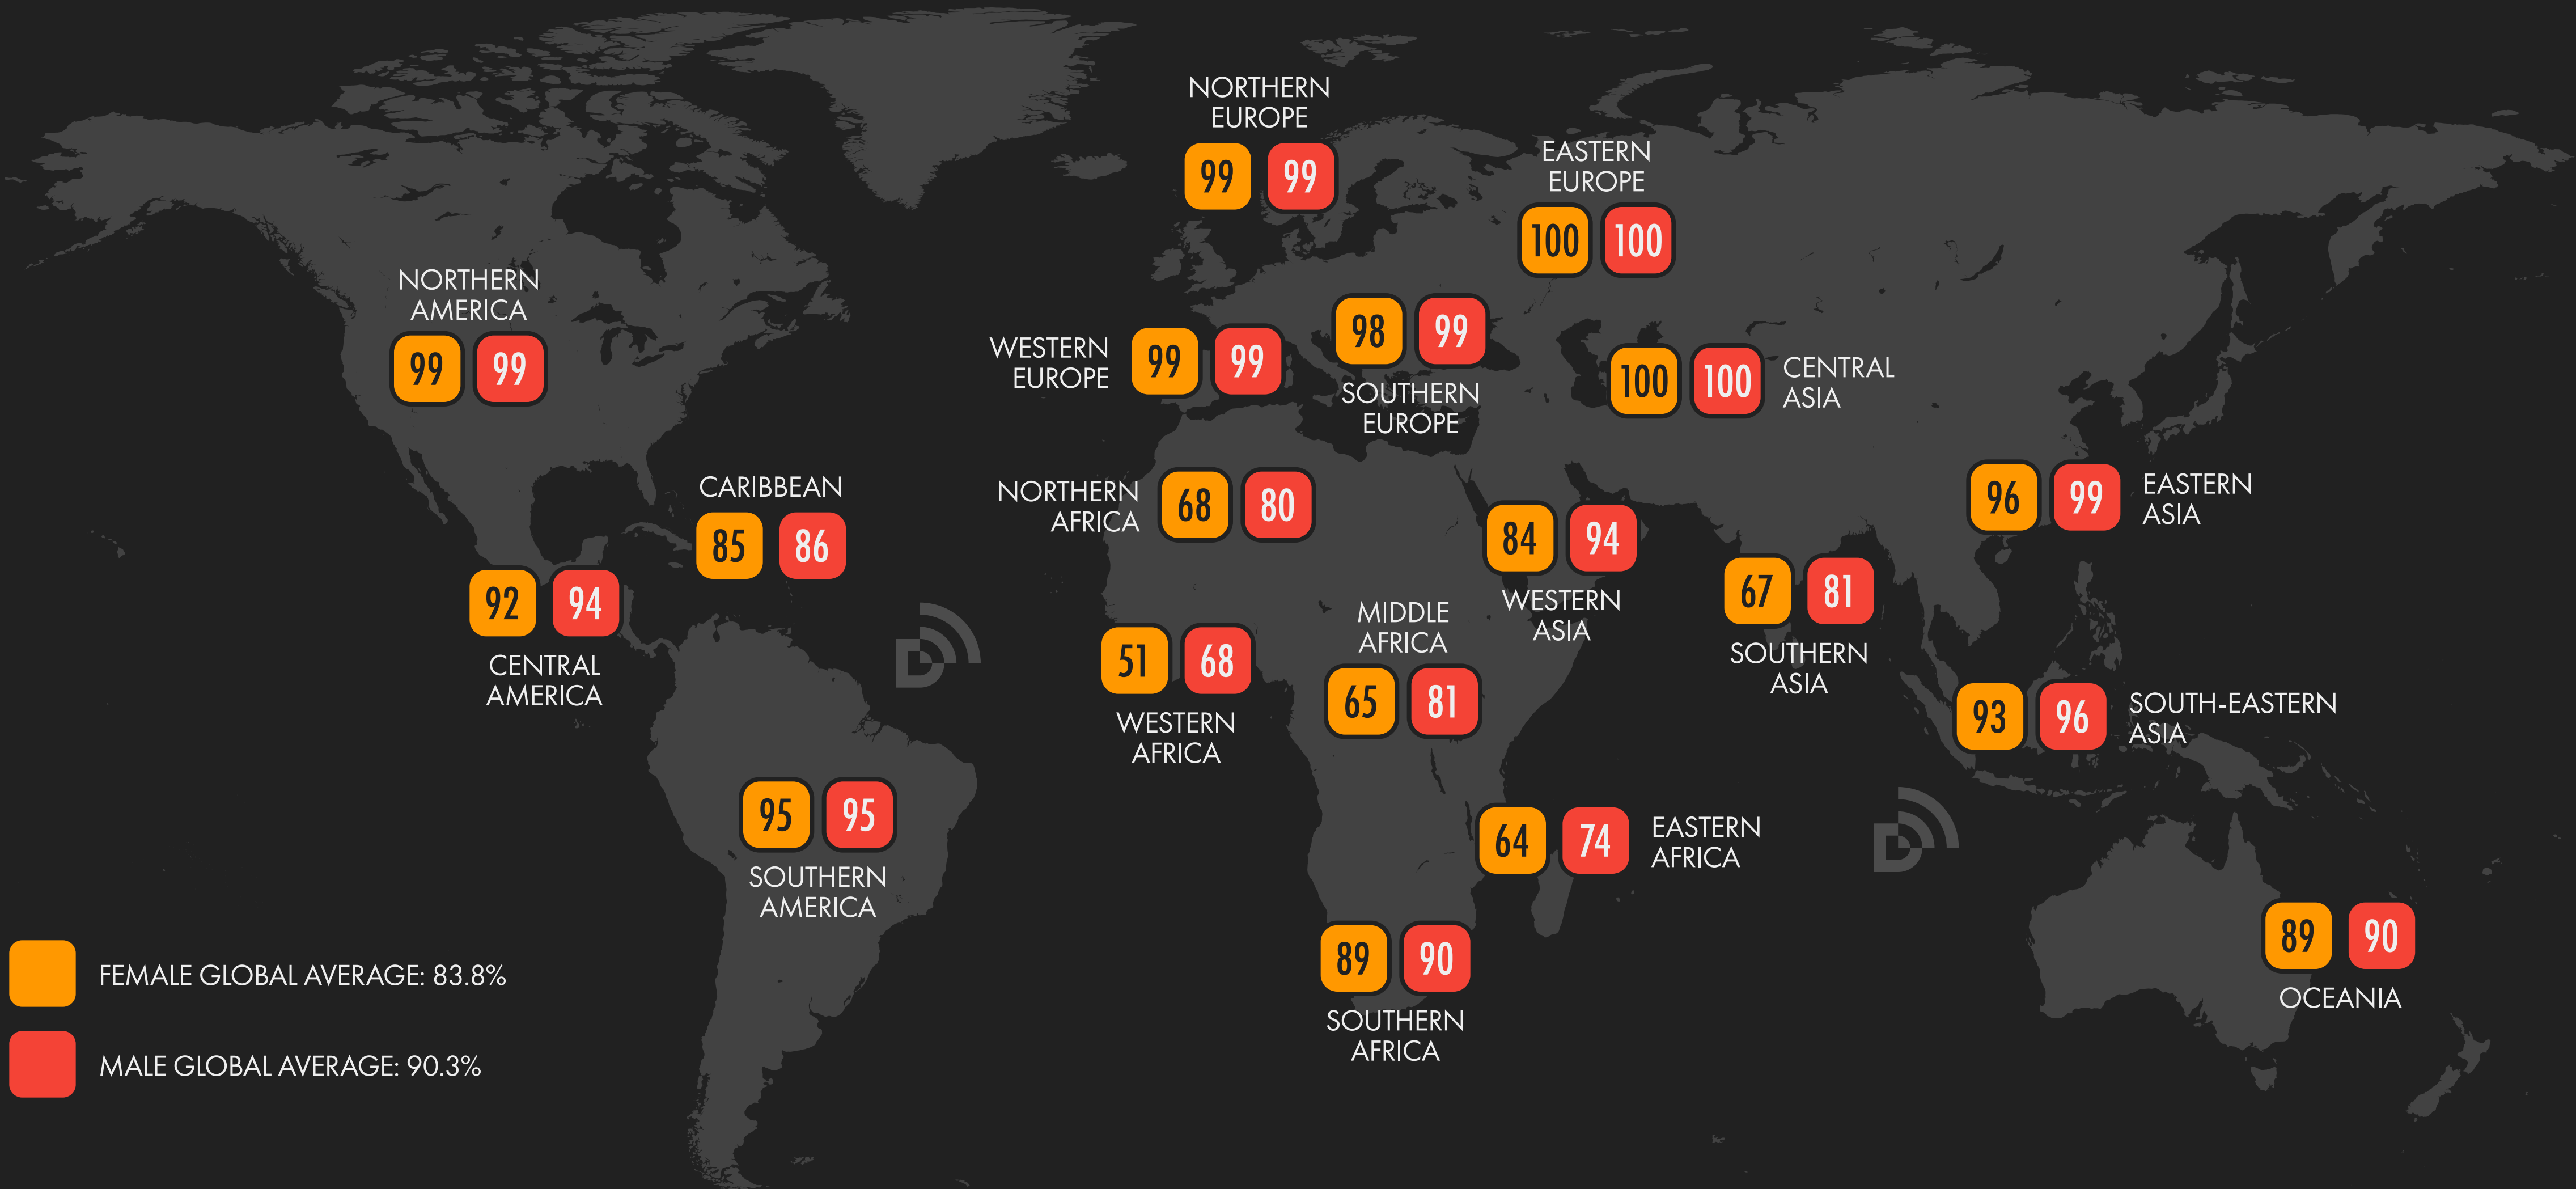 NORTHERN
EUROPE
99 99
EASTERN
EUROPE
100 100
NORTHERN
AMERICA
99 99
WESTERN
EUROPE
99 99
98 99
SOUTHERN
EUROPE
100 100
CENTRAL
ASIA
CARIBBEAN
85 86
NORTHERN
AFRICA
68 80
84 94
WESTERN
ASIA
96 99
EASTERN
ASIA
92 94
CENTRAL
AMERICA
67 81
SOUTHERN
ASIA
51 68
WESTERN
AFRICA
MIDDLE
AFRICA
65 81
93 96
SOUTH-EASTERN
ASIA
95 95
SOUTHERN
AMERICA
64 74
EASTERN
AFRICA
89 90
SOUTHERN
AFRICA
89 90
OCEANIA
FEMALE GLOBAL AVERAGE: 83.8%
MALE GLOBAL AVERAGE: 90.3%